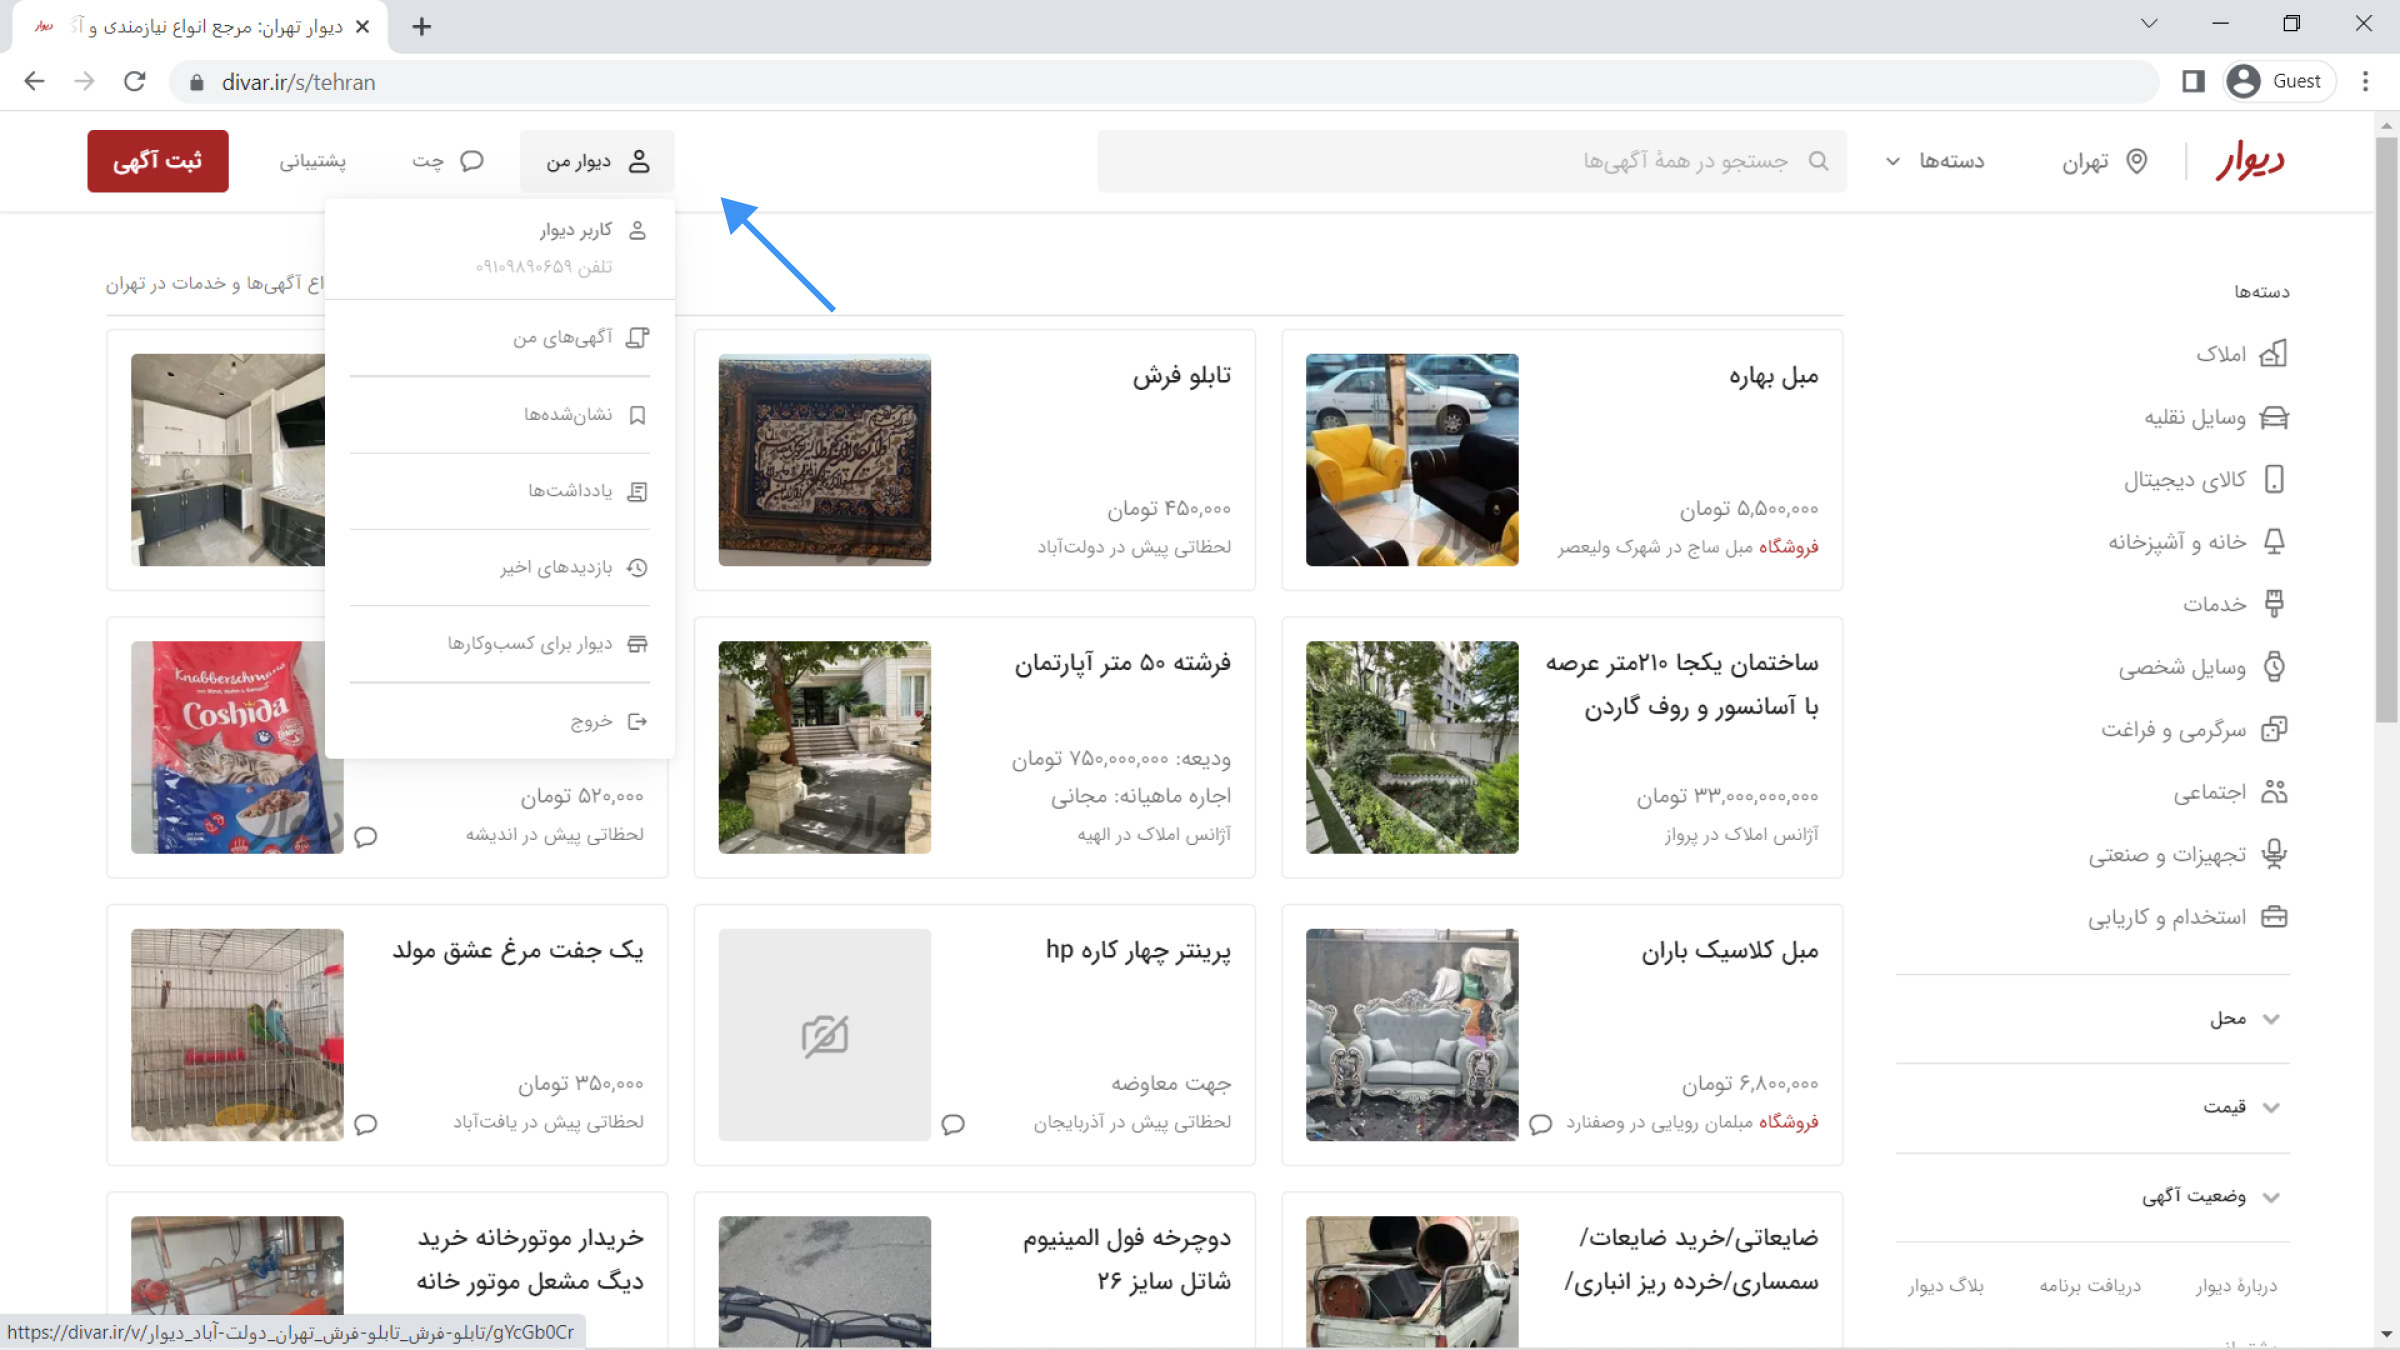 دیوار تهران: مرجع انواع نیازمندی و آگ
divar.ir/s/tehran
Guest
دیوار
تهران
دسته‌ها
جستجو در همهٔ آگهی‌ها
دیوار من
چت
پشتیبانی
ثبت آگهی
کاربر دیوار
تلفن ۰۹۱۰۹۸۹۰۶۵۹
آگهی‌های من
نشان‌شده‌ها
یادداشت‌ها
بازدیدهای اخیر
دیوار برای کسب‌وکارها
خروج
اع آگهی‌ها و خدمات در تهران
دسته‌ها
املاک
وسایل نقلیه
کالای دیجیتال
خانه و آشپزخانه
خدمات
وسایل شخصی
سرگرمی و فراغت
اجتماعی
تجهیزات و صنعتی
استخدام و کاریابی
محل
قیمت
وضعیت آگهی
دربارهٔ دیوار
دریافت برنامه
بلاگ دیوار
مبل بهاره
۵,۵۰۰,۰۰۰ تومان
فروشگاه مبل ساج در شهرک ولیعصر
تابلو فرش
۴۵۰,۰۰۰ تومان
لحظاتی پیش در دولت‌آباد
ساختمان یکجا ۲۱۰متر عرصه
با آسانسور و روف گاردن
۳۳,۰۰۰,۰۰۰,۰۰۰ تومان
آژانس املاک در پرواز
فرشته ۵۰ متر آپارتمان
ودیعه: ۷۵۰,۰۰۰,۰۰۰ تومان
اجاره ماهیانه: مجانی
آژانس املاک در الهیه
Knabberschmaus
Coshida
۵۲۰,۰۰۰ تومان
لحظاتی پیش در اندیشه
مبل کلاسیک باران
۶,۸۰۰,۰۰۰ تومان
فروشگاه مبلمان رویایی در وصفنارد
پرینتر چهار کاره hp
جهت معاوضه
لحظاتی پیش در آذربایجان
یک جفت مرغ عشق مولد
۳۵۰,۰۰۰ تومان
لحظاتی پیش در یافت‌آباد
ضایعاتی/خرید ضایعات/
سمساری/خرده ریز انباری/
دوچرخه فول المینیوم
شاتل سایز ۲۶
خریدار موتورخانه خرید
دیگ مشعل موتور خانه
https://divar.ir/v/تابلو-فرش_تابلو-فرش_تهران_دولت-آباد_دیوار/gYcGb0Cr